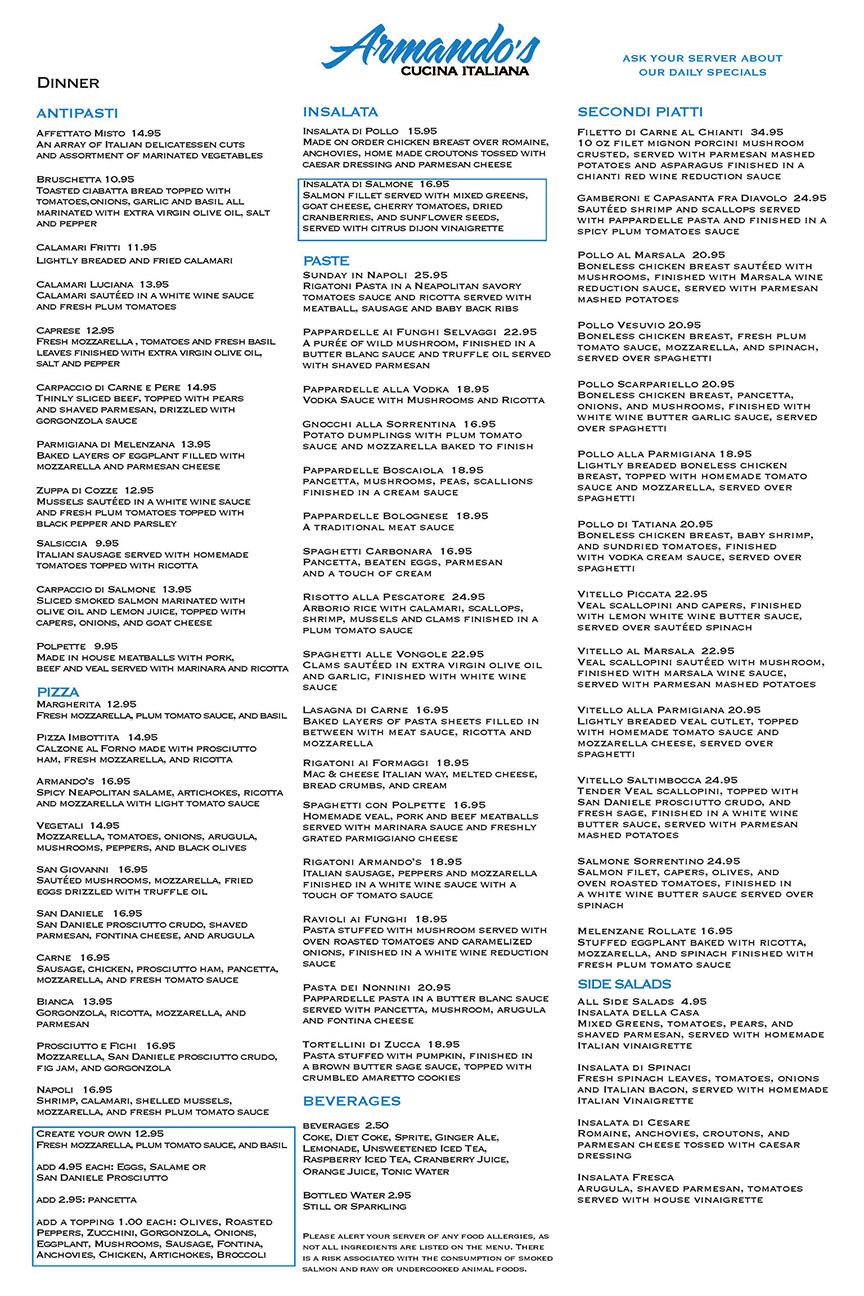 Armando's
CUCINA ITALIANA
ASK YOUR SERVER ABOUT
OUR DAILY SPECIALS
Dinner
ANTIPASTI
Affettato Misto 14.95
An array of Italian delicatessen cuts
and assortment of marinated vegetables
Bruschetta 10.95
Toasted ciabatta bread topped with
tomatoes,onions, garlic and basil all
marinated with extra virgin olive oil, salt
and pepper
Calamari Fritti 11.95
Lightly breaded and fried calamari
Calamari Luciana 13.95
Calamari sautéed in a white wine sauce
and fresh plum tomatoes
Caprese 12.95
Fresh mozzarella , tomatoes and fresh basil
leaves finished with extra virgin olive oil,
salt and pepper
Carpaccio di Carne e Pere 14.95
Thinly sliced beef, topped with pears
and shaved parmesan, drizzled with
gorgonzola sauce
Parmigiana di Melenzana 13.95
Baked layers of eggplant filled with
mozzarella and parmesan cheese
Zuppa di Cozze 12.95
Mussels sautéed in a white wine sauce
and fresh plum tomatoes topped with
black pepper and parsley
Salsiccia 9.95
Italian sausage served with homemade
tomatoes topped with ricotta
Carpaccio di Salmone 13.95
Sliced smoked salmon marinated with
olive oil and lemon juice, topped with
capers, onions, and goat cheese
Polpette 9.95
Made in house meatballs with pork,
beef and veal served with marinara and ricotta
PIZZA
Margherita 12.95
Fresh mozzarella, plum tomato sauce, and basil
Pizza Imbottita 14.95
Calzone al Forno made with prosciutto
ham, fresh mozzarella, and ricotta
Armando's 16.95
Spicy Neapolitan salame, artichokes, ricotta
and mozzarella with light tomato sauce
Vegetali 14.95
Mozzarella, tomatoes, onions, arugula,
mushrooms, peppers, and black olives
San Giovanni 16.95
Sautéed mushrooms, mozzarella, fried
eggs drizzled with truffle oil
San Daniele 16.95
San Daniele prosciutto crudo, shaved
parmesan, fontina cheese, and arugula
Carne 16.95
Sausage, chicken, prosciutto ham, pancetta,
mozzarella, and fresh tomato sauce
Bianca 13.95
Gorgonzola, ricotta, mozzarella, and
parmesan
Prosciutto e Fichi 16.95
Mozzarella, San Daniele prosciutto crudo,
fig jam, and gorgonzola
Napoli 16.95
Shrimp, calamari, shelled mussels,
mozzarella, and fresh plum tomato sauce
Create your own 12.95
Fresh mozzarella, plum tomato sauce, and basil
add 4.95 each: Eggs, Salame or
San Daniele Prosciutto
add 2.95: pancetta
add a topping 1.00 each: Olives, Roasted
Peppers, Zucchini, Gorgonzola, Onions,
Eggplant, Mushrooms, Sausage, Fontina,
Anchovies, Chicken, Artichokes, Broccoli
INSALATA
Insalata di Pollo 15.95
Made on order chicken breast over romaine,
anchovies, home made croutons tossed with
caesar dressing and parmesan cheese
Insalata di Salmone 16.95
Salmon fillet served with mixed greens,
goat cheese, cherry tomatoes, dried
cranberries, and sunflower seeds,
served with citrus dijon vinaigrette
PASTE
Sunday in Napoli 25.95
Rigatoni Pasta in a Neapolitan savory
tomatoes sauce and ricotta served with
meatball, sausage and baby back ribs
Pappardelle ai Funghi Selvaggi 22.95
A purée of wild mushroom, finished in a
butter blanc sauce and truffle oil served
with shaved parmesan
Pappardelle alla Vodka 18.95
Vodka Sauce with Mushrooms and Ricotta
Gnocchi alla Sorrentina 16.95
Potato dumplings with plum tomato
sauce and mozzarella baked to finish
Pappardelle Boscaiola 18.95
pancetta, mushrooms, peas, scallions
finished in a cream sauce
Pappardelle Bolognese 18.95
A traditional meat sauce
Spaghetti Carbonara 16.95
Pancetta, beaten eggs, parmesan
and a touch of cream
Risotto alla Pescatore 24.95
Arborio rice with calamari, scallops,
shrimp, mussels and clams finished in a
plum tomato sauce
Spaghetti alle Vongole 22.95
Clams sautéed in extra virgin olive oil
and garlic, finished with white wine
sauce
Lasagna di Carne 16.95
Baked layers of pasta sheets filled in
between with meat sauce, ricotta and
mozzarella
Rigatoni ai Formaggi 18.95
Mac & cheese Italian way, melted cheese,
bread crumbs, and cream
Spaghetti con Polpette 16.95
Homemade veal, pork and beef meatballs
served with marinara sauce and freshly
grated parmiggiano cheese
Rigatoni Armando's 18.95
Italian sausage, peppers and mozzarella
finished in a white wine sauce with a
touch of tomato sauce
Ravioli ai Funghi 18.95
Pasta stuffed with mushroom served with
oven roasted tomatoes and caramelized
onions, finished in a white wine reduction
sauce
Pasta dei Nonnini 20.95
Pappardelle pasta in a butter blanc sauce
served with pancetta, mushroom, arugula
and fontina cheese
Tortellini di Zucca 18.95
Pasta stuffed with pumpkin, finished in
a brown butter sage sauce, topped with
crumbled amaretto cookies
BEVERAGES
beverages 2.50
Coke, Diet Coke, Sprite, Ginger Ale,
Lemonade, Unsweetened Iced Tea,
Raspberry Iced Tea, Cranberry Juice,
Orange Juice, Tonic Water
Bottled Water 2.95
Still or Sparkling
Please alert your server of any food allergies, as
not all ingredients are listed on the menu. There
is a risk associated with the consumption of smoked
salmon and raw or undercooked animal foods.
SECONDI PIATTI
Filetto di Carne al Chianti 34.95
10 oz filet mignon porcini mushroom
crusted, served with parmesan mashed
potatoes and asparagus finished in a
chianti red wine reduction sauce
Gamberoni e Capasanta fra Diavolo 24.95
Sautéed shrimp and scallops served
with pappardelle pasta and finished in a
spicy plum tomatoes sauce
Pollo al Marsala 20.95
Boneless chicken breast sautéed with
mushrooms, finished with Marsala wine
reduction sauce, served with parmesan
mashed potatoes
Pollo Vesuvio 20.95
Boneless chicken breast, fresh plum
tomato sauce, mozzarella, and spinach,
served over spaghetti
Pollo Scarpariello 20.95
Boneless chicken breast, pancetta,
onions, and mushrooms, finished with
white wine butter garlic sauce, served
over spaghetti
Pollo alla Parmigiana 18.95
Lightly breaded boneless chicken
breast, topped with homemade tomato
sauce and mozzarella, served over
spaghetti
Pollo di Tatiana 20.95
Boneless chicken breast, baby shrimp,
and sundried tomatoes, finished
with vodka cream sauce, served over
spaghetti
Vitello Piccata 22.95
Veal scallopini and capers, finished
with lemon white wine butter sauce,
served over sautéed spinach
Vitello al Marsala 22.95
Veal scallopini sautéed with mushroom,
finished with marsala wine sauce,
served with parmesan mashed potatoes
Vitello alla Parmigiana 20.95
Lightly breaded veal cutlet, topped
with homemade tomato sauce and
mozzarella cheese, served over
spaghetti
Vitello Saltimbocca 24.95
Tender Veal scallopini, topped with
San Daniele prosciutto crudo, and
fresh sage, finished in a white wine
butter sauce, served with parmesan
mashed potatoes
Salmone Sorrentino 24.95
Salmon filet, capers, olives, and
oven roasted tomatoes, finished in
a white wine butter sauce served over
spinach
Melenzane Rollate 16.95
Stuffed eggplant baked with ricotta,
mozzarella, and spinach finished with
fresh plum tomato sauce
SIDE SALADS
All Side Salads 4.95
Insalata della Casa
Mixed Greens, tomatoes, pears, and
shaved parmesan, served with homemade
Italian vinaigrette
Insalata di Spinaci
Fresh spinach leaves, tomatoes, onions
and Italian bacon, served with homemade
Italian Vinaigrette
Insalata di Cesare
Romaine, anchovies, croutons, and
parmesan cheese tossed with caesar
dressing
Insalata Fresca
Arugula, shaved parmesan, tomatoes
served with house vinaigrette